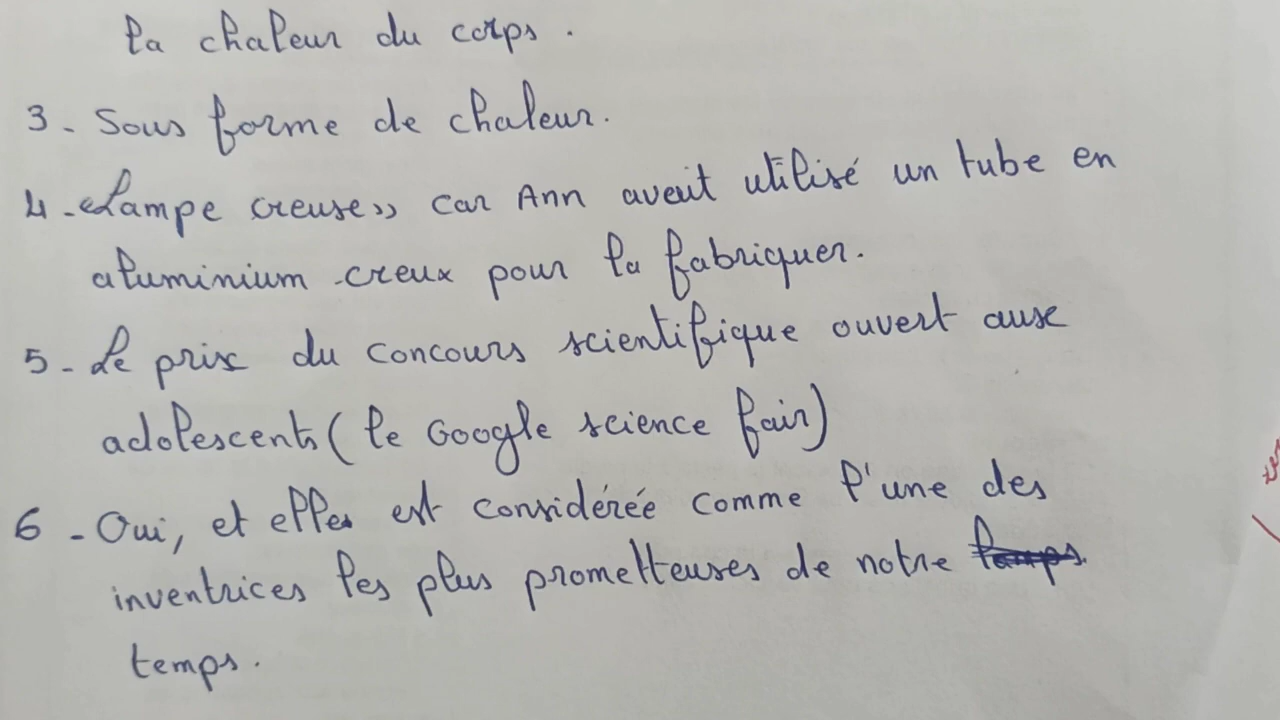 la chaleur du corps.
3 - Sous forme de chaleur.
4 - «Lampe creuse» car Ann avait utilisé un tube en
aluminium creux pour la fabriquer.
5 - Le prix du concours scientifique ouvert aux
adolescents (le Google science fair)
6 - Oui, et elles est considérée comme l'une des
inventrices les plus prometteuses de notre
temps.